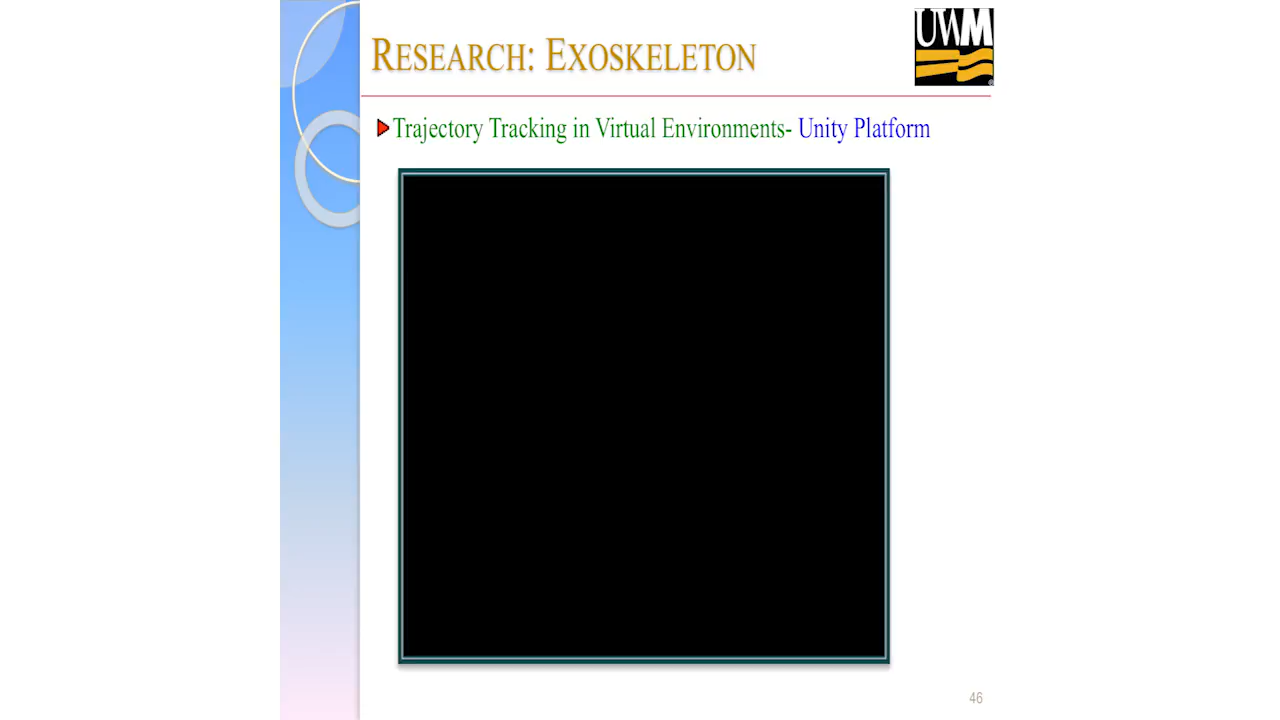 RESEARCH: EXOSKELETON
UWM
Trajectory Tracking in Virtual Environments- Unity Platform
46